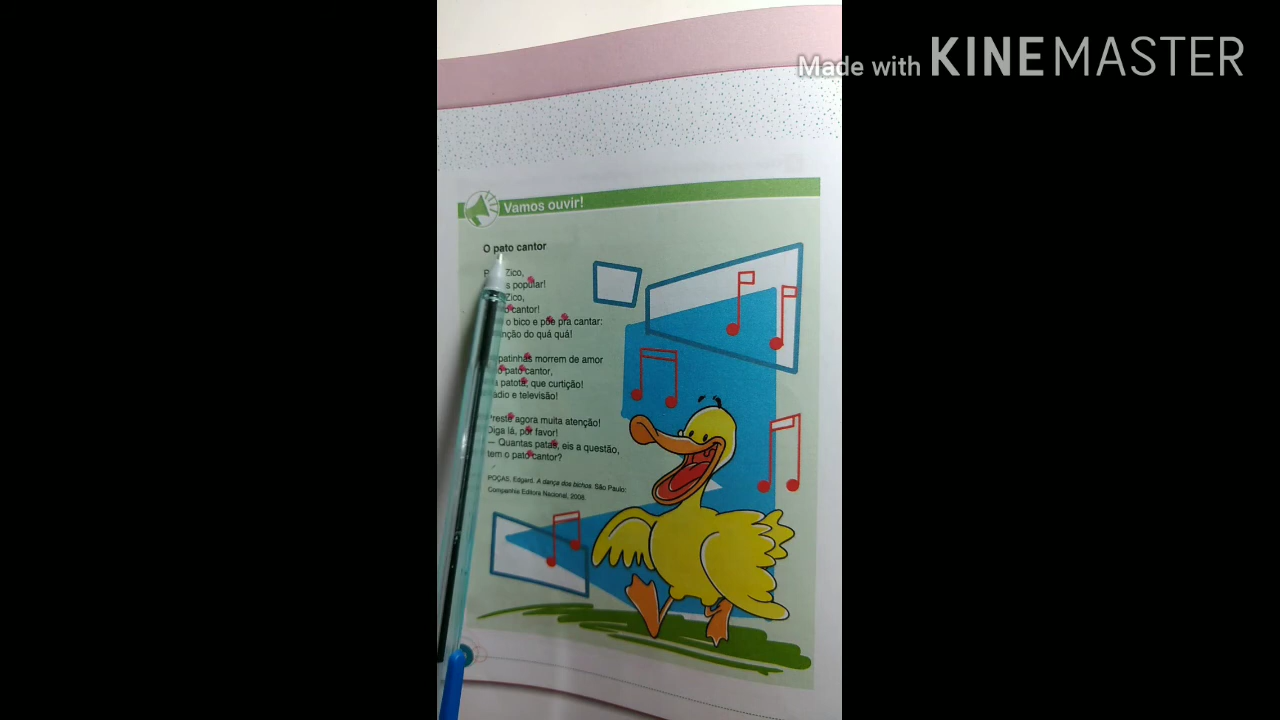 Made with KINEMASTER
Vamos ouvir!
O pato cantor
Zico,
popular!
Zico,
cantor!
o bico e põe pra cantar:
do quá quá!
patinhas morrem de amor
pato cantor,
patota, que curtição!
e televisão!
Preste agora muita atenção!
Diga lá, por favor!
— Quantas patas, eis a questão,
tem o pato cantor?
POÇAS, Edgard. A dança dos bichos. São Paulo:
Companhia Editora Nacional, 2008.